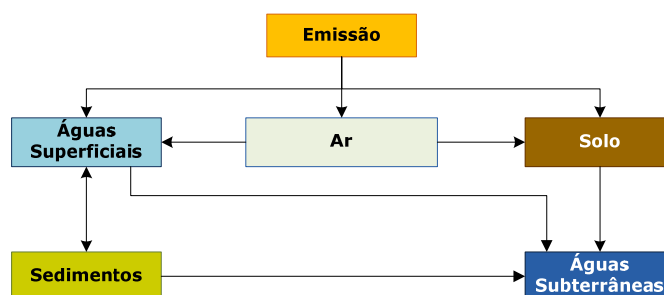 Emissão
Águas
Superficiais
Ar
Solo
Sedimentos
Águas
Subterrâneas